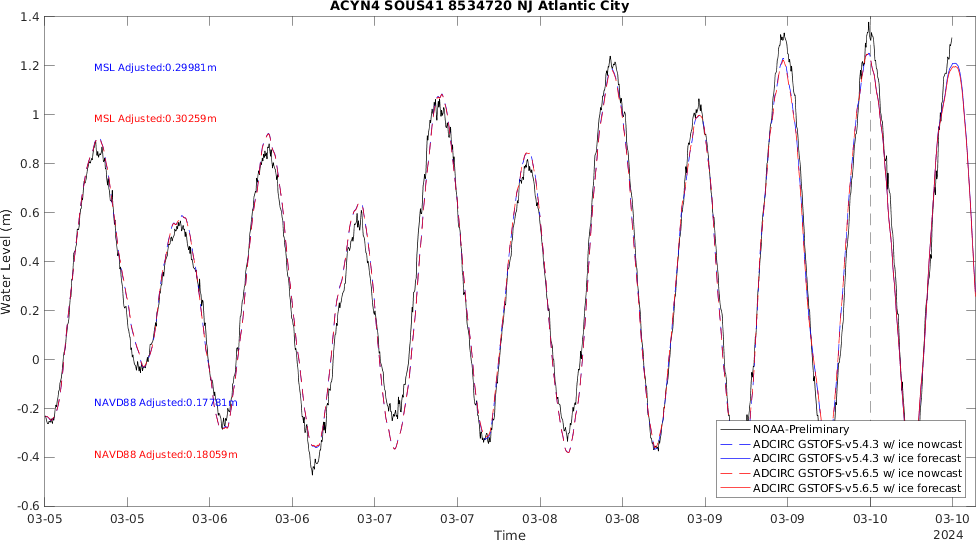 ACYN4 SOUS41 8534720 NJ Atlantic City
1.4
1.2
1
0.8
0.6
0.4
0.2
0
-0.2
-0.4
-0.6
Water Level (m)
MSL Adjusted:0.29981m
MSL Adjusted:0.30259m
NAVD88 Adjusted:0.17781m
NAVD88 Adjusted:0.18059m
NOAA-Preliminary
ADCIRC GSTOFS-v5.4.3 w/ ice nowcast
ADCIRC GSTOFS-v5.4.3 w/ ice forecast
ADCIRC GSTOFS-v5.6.5 w/ ice nowcast
ADCIRC GSTOFS-v5.6.5 w/ ice forecast
03-05 03-05 03-06 03-06 03-07 03-07 03-08 03-08 03-09 03-09 03-10 03-10
Time
2024